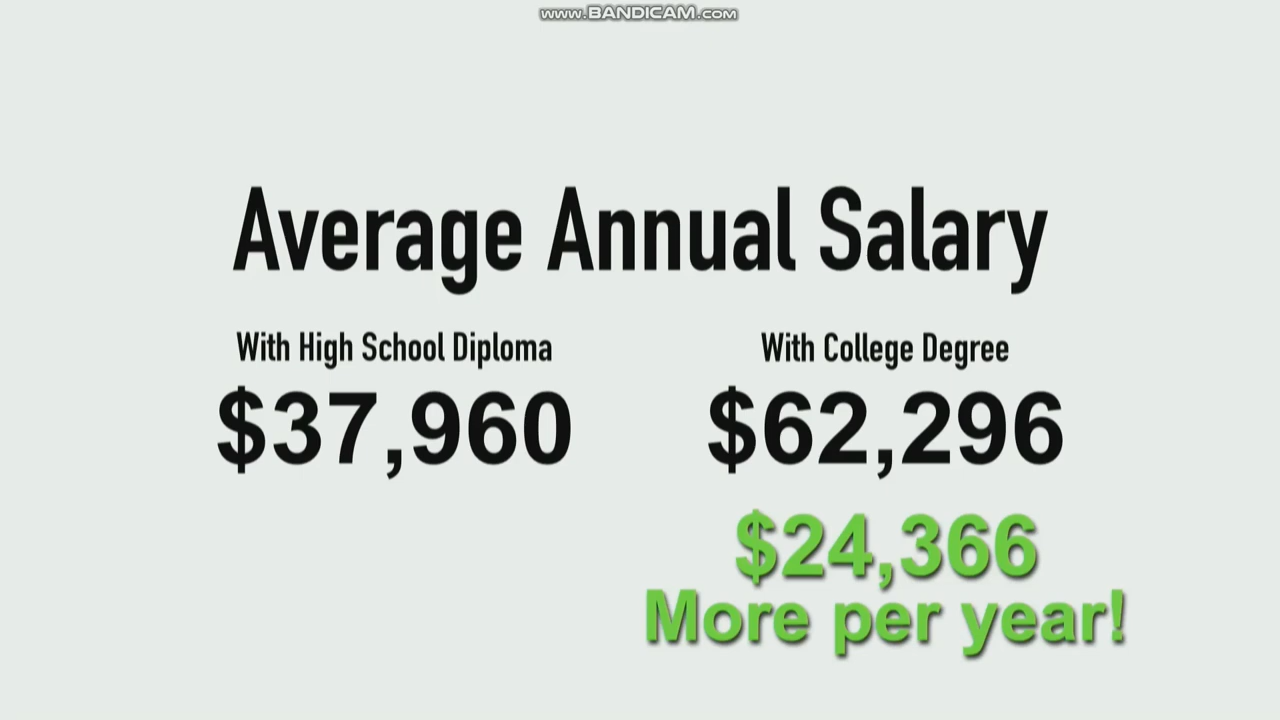 www.BANDICAM.com
Average Annual Salary
With High School Diploma
$37,960
With College Degree
$62,296
$24,366
More per year!